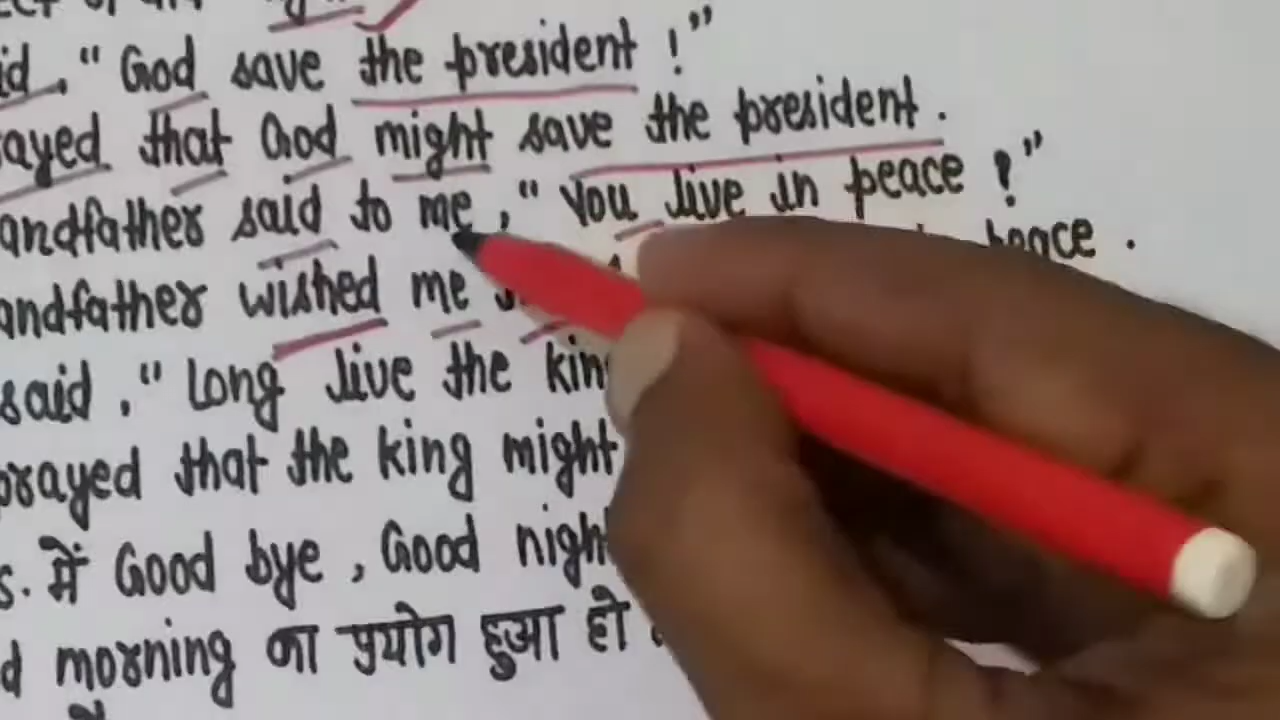 id, "God save the president !"
ayed that God might save the president.
andfather said to me, "You live in peace !"
andfather wished me peace.
said, "Long live the kin
prayed that the king might
s. में Good bye, Good nigh
d morning का प्रयोग हुआ हो